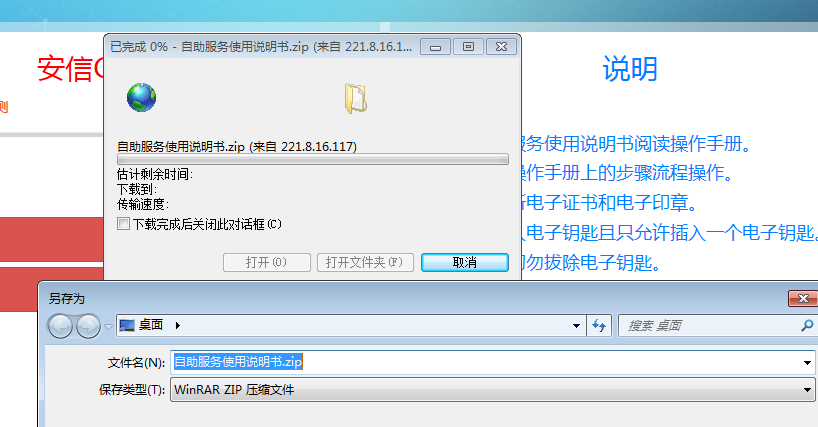 已完成 0% - 自助服务使用说明书.zip (来自 221.8.16.1...
安信C
说明
测
自助服务使用说明书.zip (来自 221.8.16.117)
估计剩余时间:
下载到:
传输速度:
下载完成后关闭此对话框(C)
打开(O)
打开文件夹(F)
取消
服务使用说明书阅读操作手册。
操作手册上的步骤流程操作。
电子证书和电子印章。
电子钥匙且只允许插入一个电子钥匙。
切勿拔除电子钥匙。
另存为
桌面
搜索 桌面
文件名(N):
自助服务使用说明书.zip
保存类型(T):
WinRAR ZIP 压缩文件